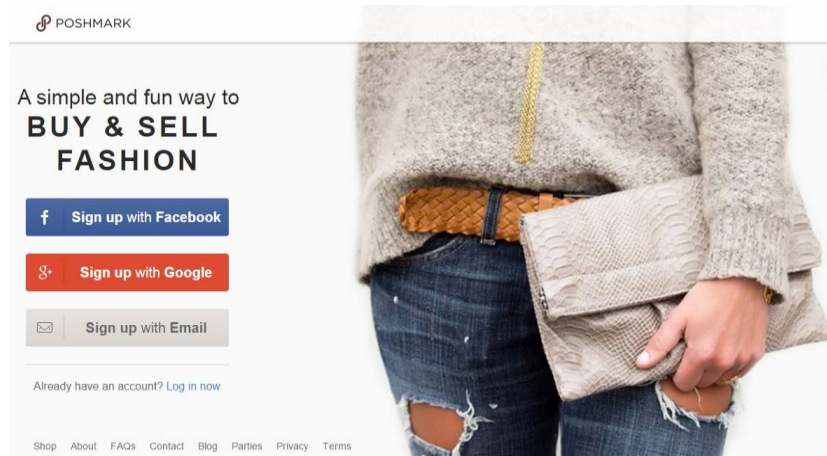 POSHMARK
A simple and fun way to
BUY & SELL
FASHION
f Sign up with Facebook
g+ Sign up with Google
Sign up with Email
Already have an account? Log in now
Shop About FAQs Contact Blog Parties Privacy Terms